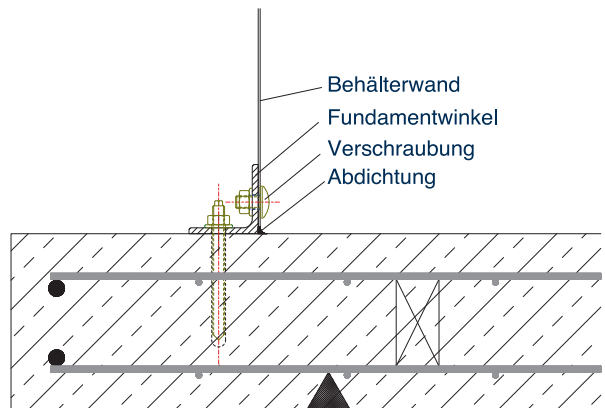 Behälterwand
Fundamentwinkel
Verschraubung
Abdichtung